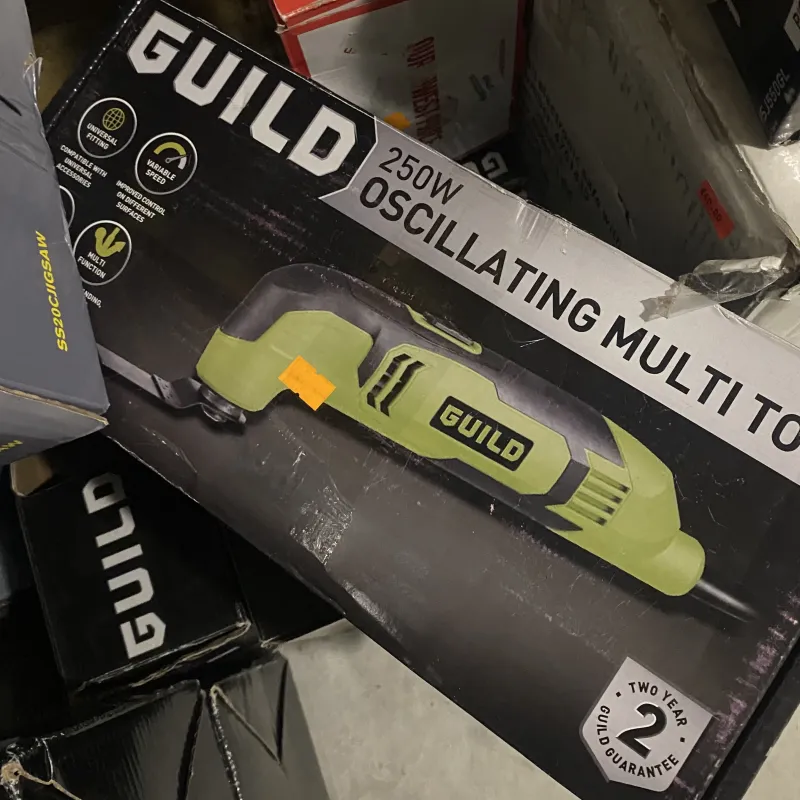 GUILD
250W
OSCILLATING MULTI TO
UNIVERSAL
FITTING
COMPATIBLE WITH
UNIVERSAL
ACCESSORIES
VARIABLE
SPEED
IMPROVED CONTROL
ON DIFFERENT
SURFACES
MULTI
FUNCTION
NDING,
GUILD
TWO YEAR
2
GUILD GUARANTEE
SS20CJIGSAW
GUILD